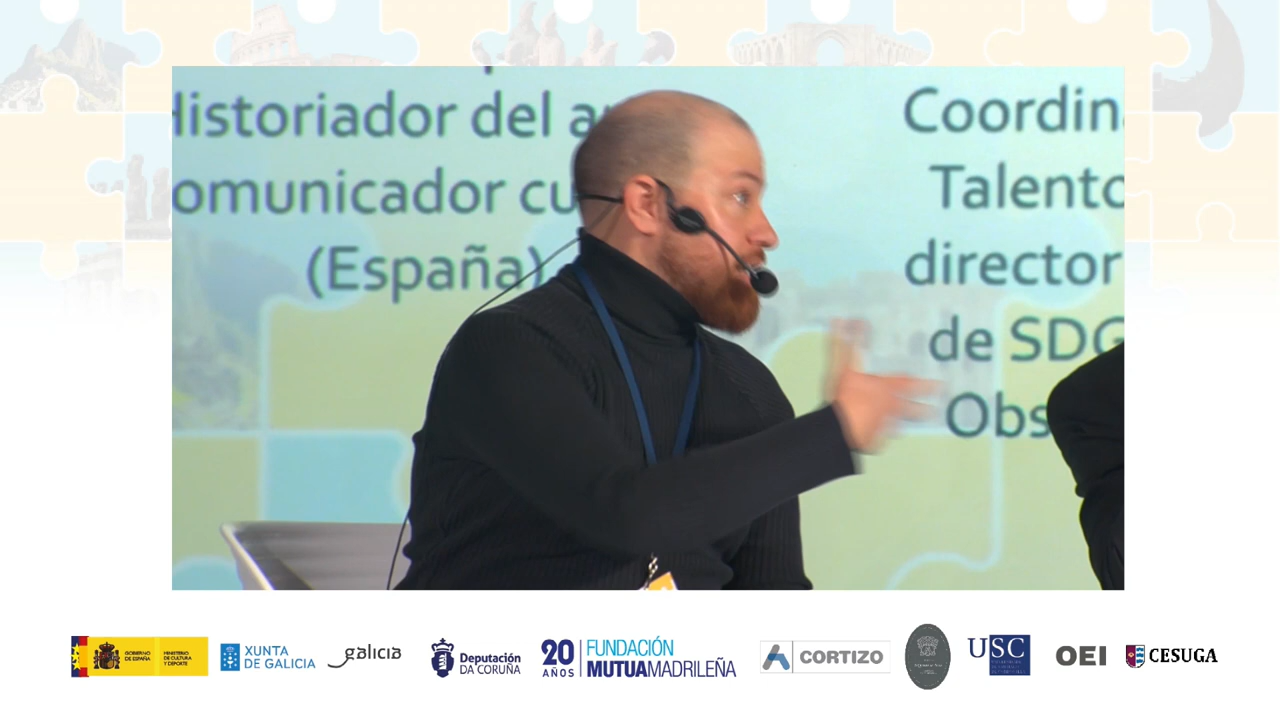 Historiador del a
omunicador cu
(España)
Coordin
Talento
director
de SDG
Obs
GOBIERNO
DE ESPAÑA
MINISTERIO
DE CULTURA
Y DEPORTE
XUNTA
DE GALICIA
galicia
Deputación
DA CORUÑA
20
AÑOS
FUNDACIÓN
MUTUAMADRILEÑA
CORTIZO
USC
OEI
CESUGA